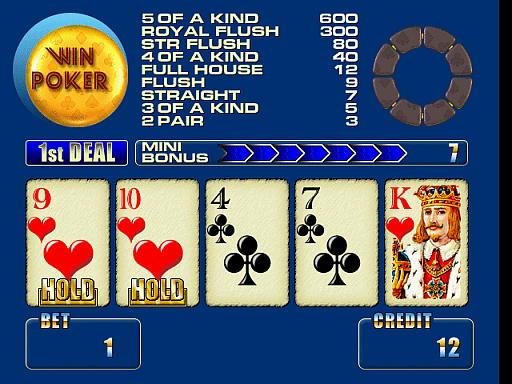 WIN
POKER
5 OF A KIND 600
ROYAL FLUSH 300
STR FLUSH 80
4 OF A KIND 40
FULL HOUSE 12
FLUSH 9
STRAIGHT 7
3 OF A KIND 5
2 PAIR 3
1st DEAL
MINI
BONUS 7
9 10 4 7 K
HOLD HOLD
BET 1
CREDIT 12